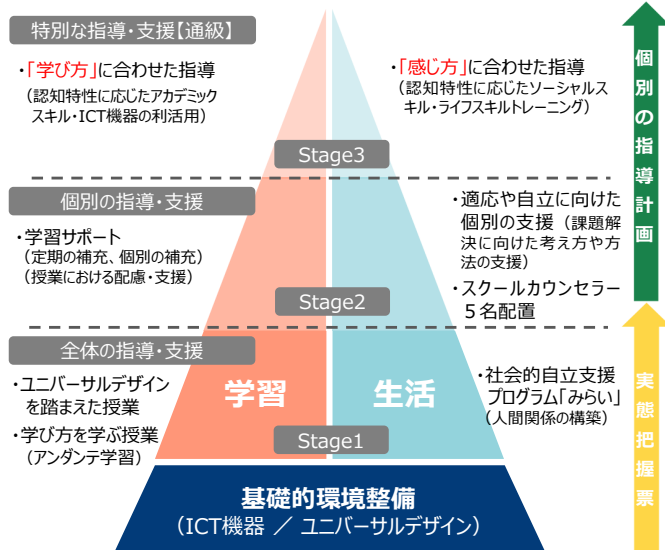 特別な指導・支援【通級】
・「学び方」に合わせた指導
（認知特性に応じたアカデミック
スキル・ICT機器の利活用）
・「感じ方」に合わせた指導
（認知特性に応じたソーシャルス
キル・ライフスキルトレーニング）
Stage3
個別の指導・支援
・学習サポート
（定期の補充、個別の補充）
（授業における配慮・支援）
・適応や自立に向けた
個別の支援（課題解
決に向けた考え方や方
法の支援）
・スクールカウンセラー
５名配置
Stage2
全体の指導・支援
・ユニバーサルデザイン
を踏まえた授業
・学び方を学ぶ授業
（アンダンテ学習）
学習
生活
・社会的自立支援
プログラム「みらい」
（人間関係の構築）
Stage1
基礎的環境整備
（ICT機器 ／ ユニバーサルデザイン）
個別の指導計画
実態把握票